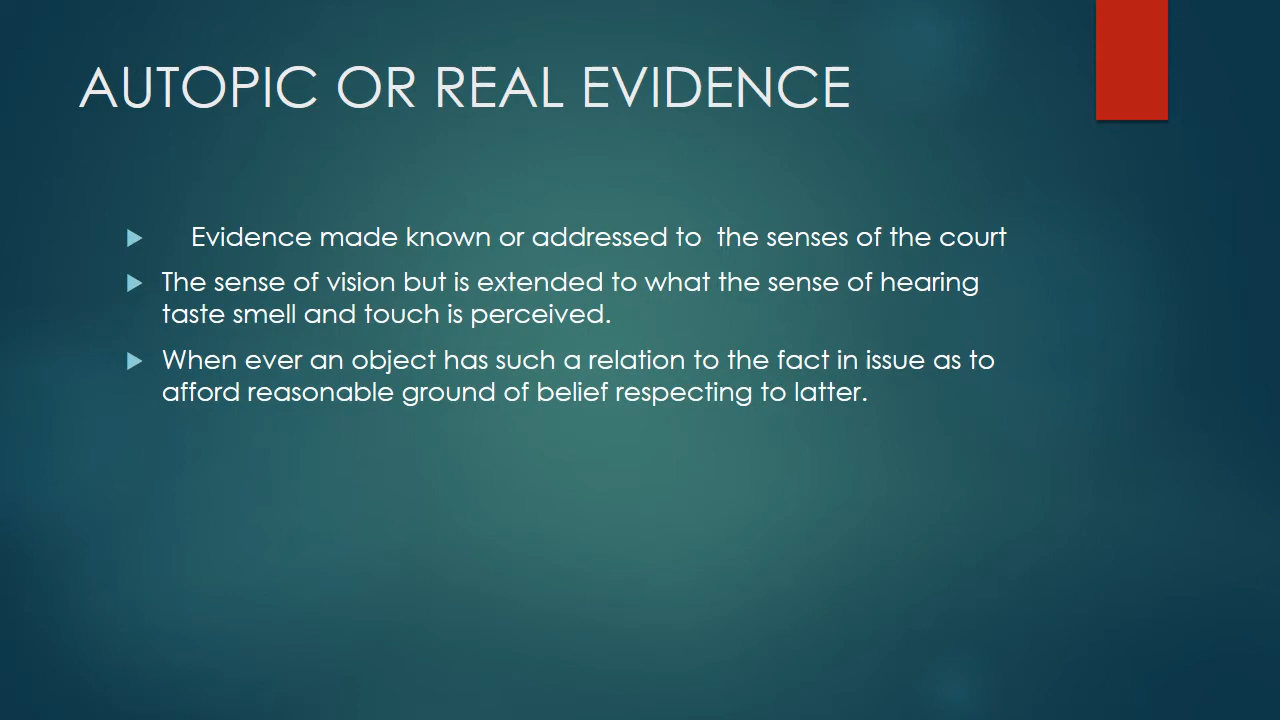 AUTOPIC OR REAL EVIDENCE
Evidence made known or addressed to  the senses of the court
The sense of vision but is extended to what the sense of hearing
taste smell and touch is perceived.
When ever an object has such a relation to the fact in issue as to
afford reasonable ground of belief respecting to latter.